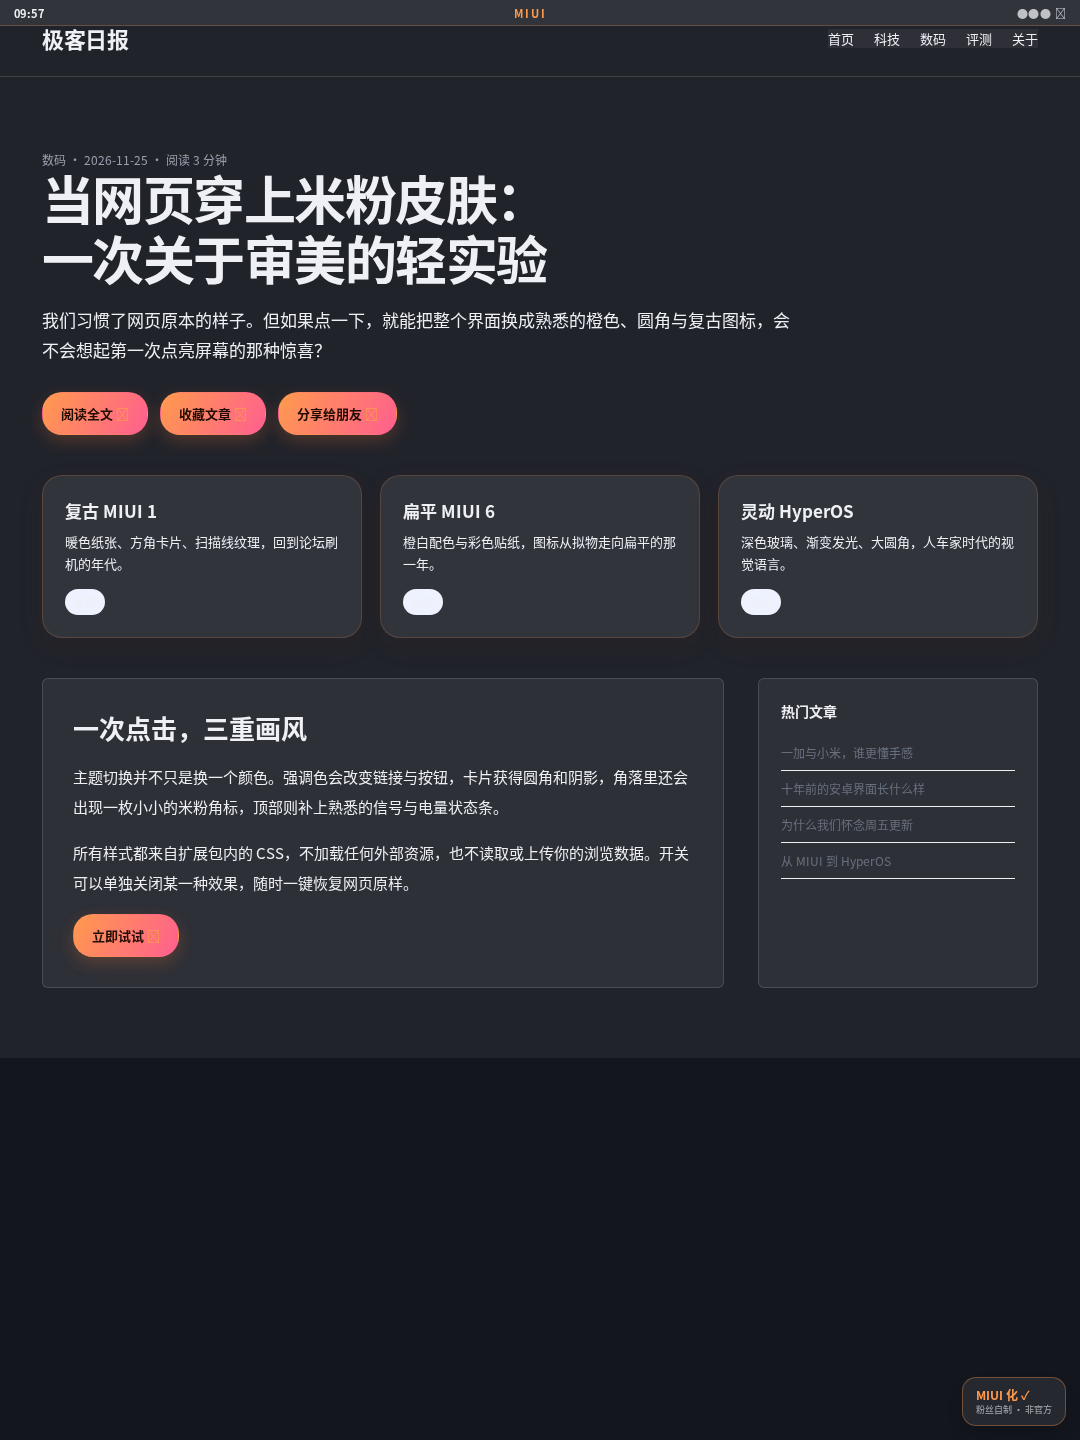 09:57
MIUI
极客日报
首页 科技 数码 评测 关于
数码 · 2026-11-25 · 阅读 3 分钟
当网页穿上米粉皮肤：
一次关于审美的轻实验
我们习惯了网页原本的样子。但如果点一下，就能把整个界面换成熟悉的橙色、圆角与复古图标，会
不会想起第一次点亮屏幕的那种惊喜？
阅读全文
收藏文章
分享给朋友
复古 MIUI 1
暖色纸张、方角卡片、扫描线纹理，回到论坛刷
机的年代。
扁平 MIUI 6
橙白配色与彩色贴纸，图标从拟物走向扁平的那
一年。
灵动 HyperOS
深色玻璃、渐变发光、大圆角，人车家时代的视
觉语言。
一次点击，三重画风
主题切换并不只是换一个颜色。强调色会改变链接与按钮，卡片获得圆角和阴影，角落里还会
出现一枚小小的米粉角标，顶部则补上熟悉的信号与电量状态条。
所有样式都来自扩展包内的 CSS，不加载任何外部资源，也不读取或上传你的浏览数据。开关
可以单独关闭某一种效果，随时一键恢复网页原样。
立即试试
热门文章
一加与小米，谁更懂手感
十年前的安卓界面长什么样
为什么我们怀念周五更新
从 MIUI 到 HyperOS
MIUI 化 ✓
粉丝自制 · 非官方